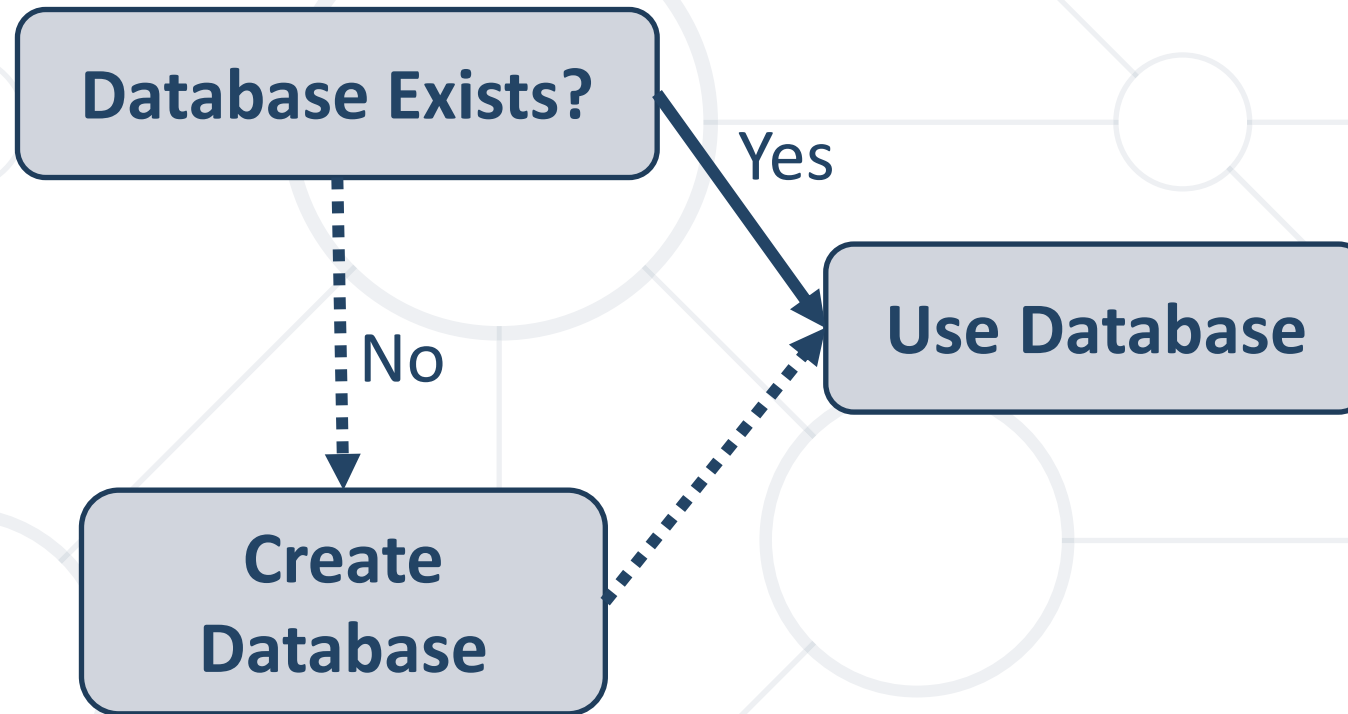 Database Exists?
Yes
Use Database
No
Create
Database